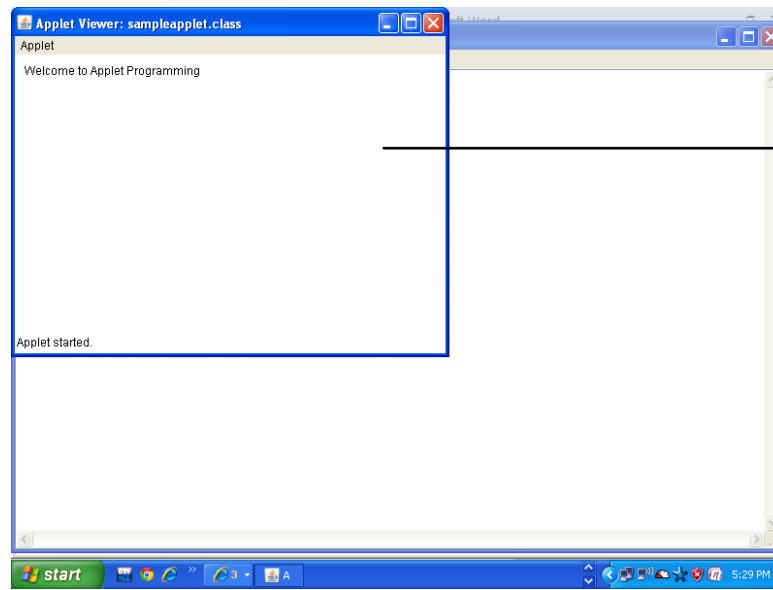 Applet Viewer: sampleapplet.class
Applet
Welcome to Applet Programming
Applet started.
start
3
A
5:29 PM